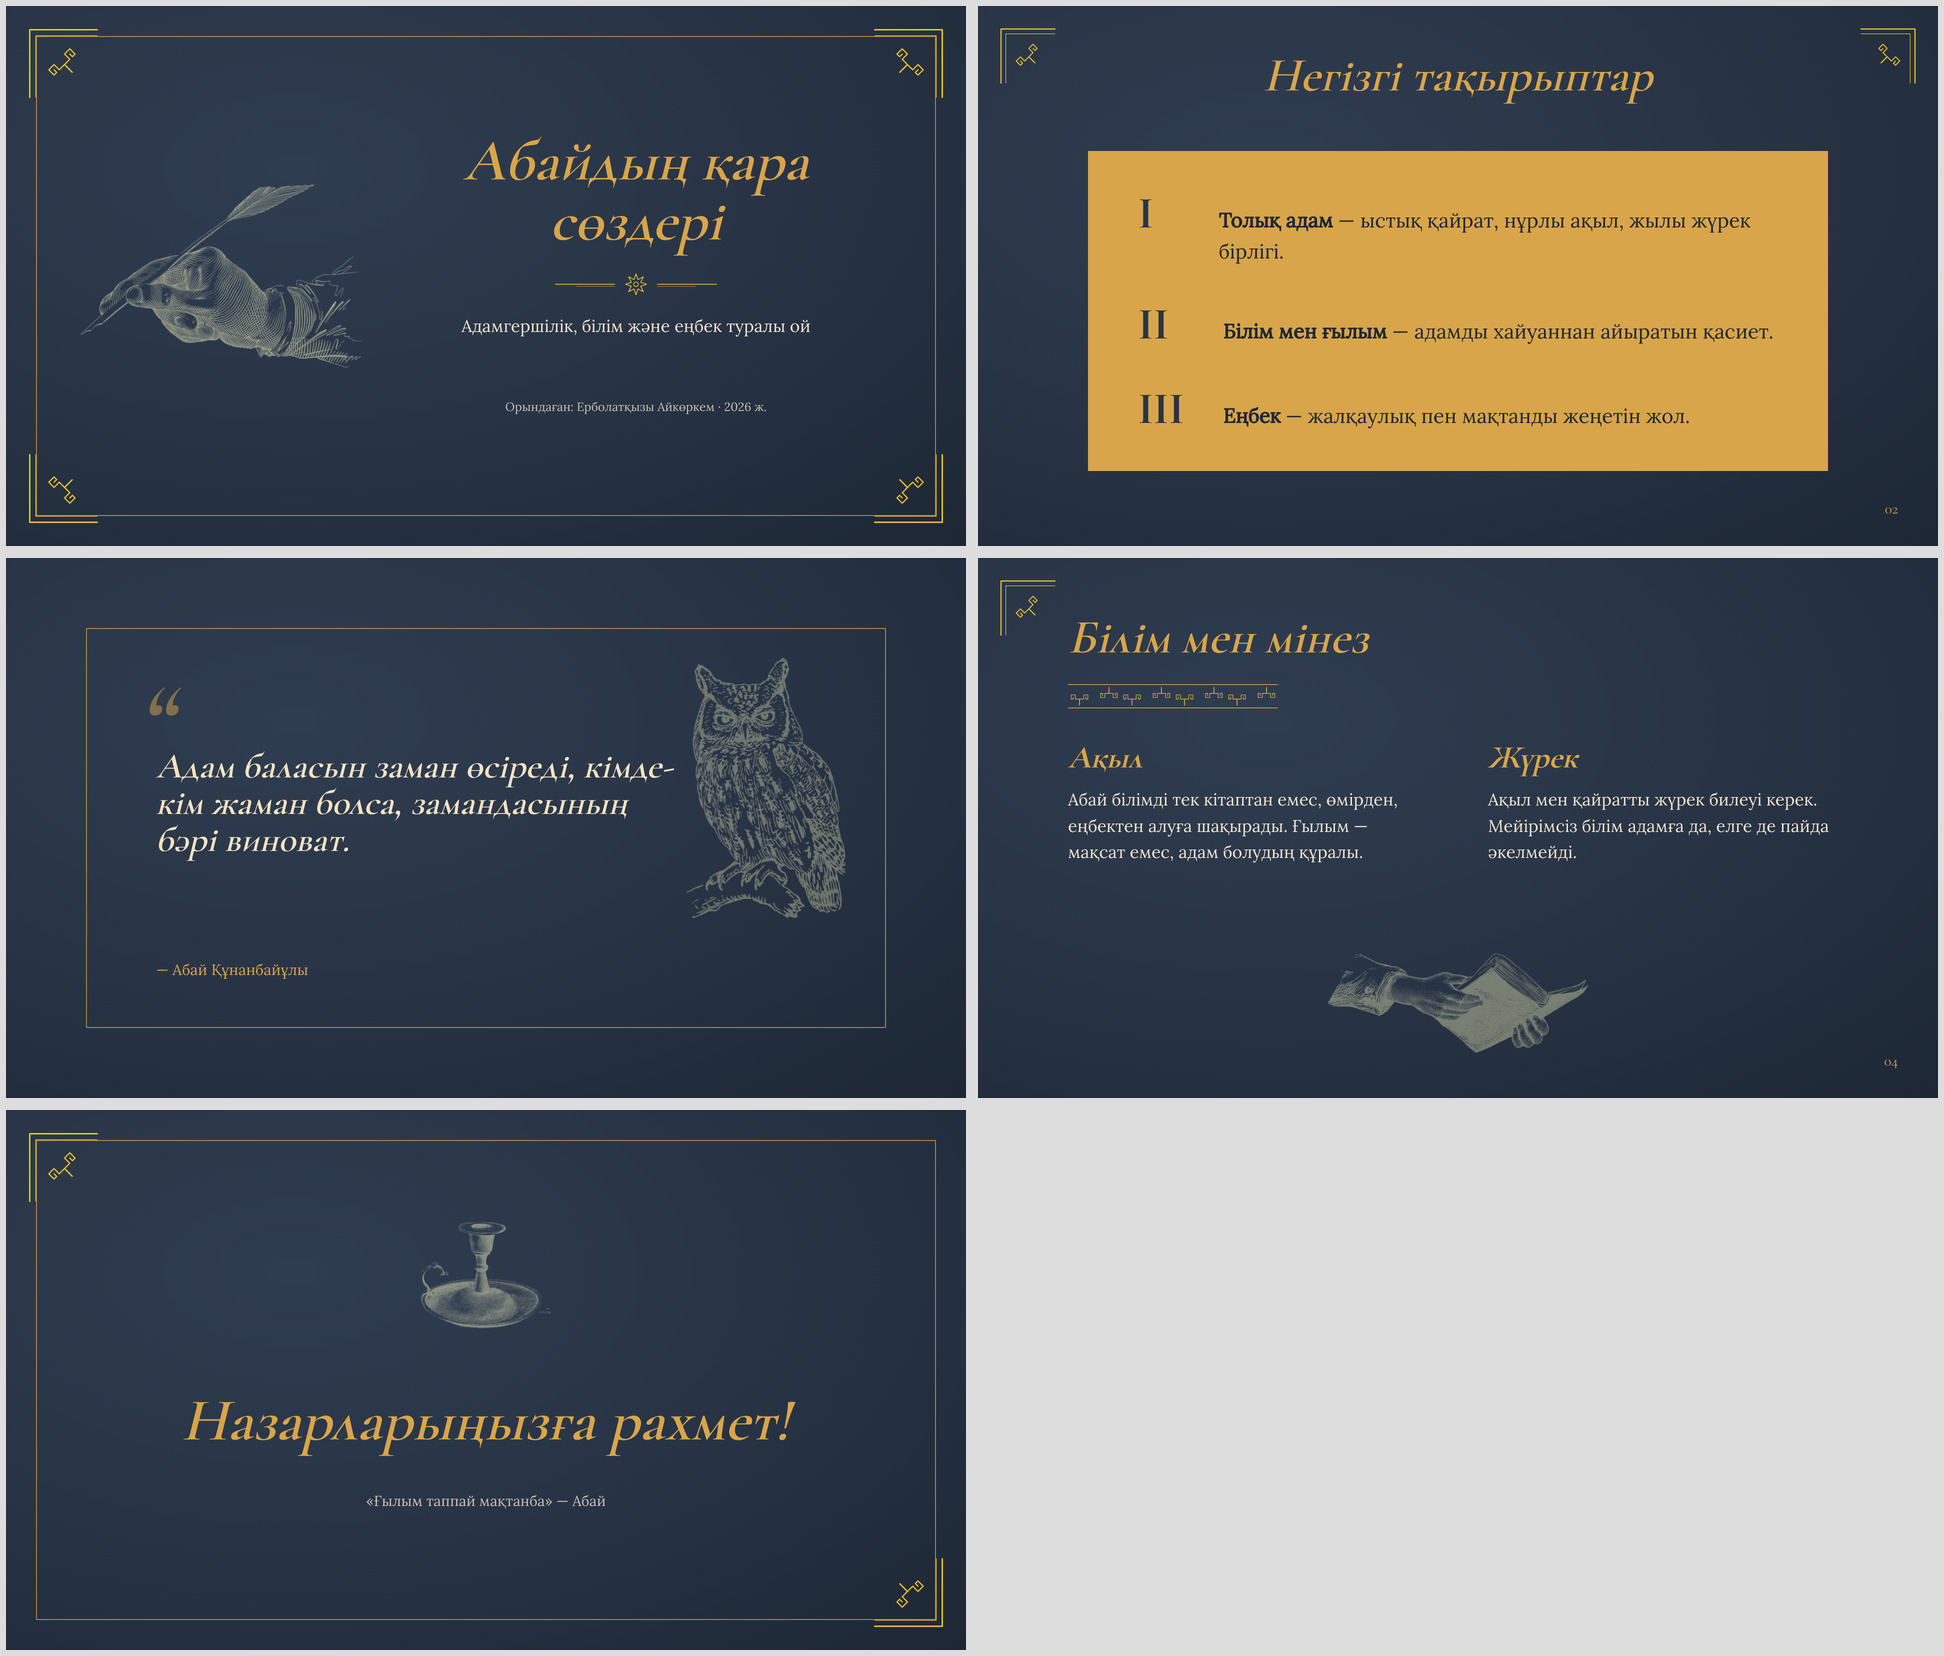 Абайдың қара
сөздері
Адамгершілік, білім және еңбек туралы ой
Орындаған: Ерболатқызы Айкөркем · 2026 ж.
Негізгі тақырыптар
I Толық адам — ыстық қайрат, нұрлы ақыл, жылы жүрек
бірлігі.
II Білім мен ғылым — адамды хайуаннан айыратын қасиет.
III Еңбек — жалқаулық пен мақтанды жеңетін жол.
02
“
Адам баласын заман өсіреді, кімде-
кім жаман болса, замандасының
бәрі виноват.
— Абай Құнанбайұлы
Білім мен мінез
Ақыл
Абай білімді тек кітаптан емес, өмірден,
еңбектен алуға шақырады. Ғылым —
мақсат емес, адам болудың құралы.
Жүрек
Ақыл мен қайратты жүрек билеуі керек.
Мейірімсіз білім адамға да, елге де пайда
әкелмейді.
04
Назарларыңызға рахмет!
«Ғылым таппай мақтанба» — Абай